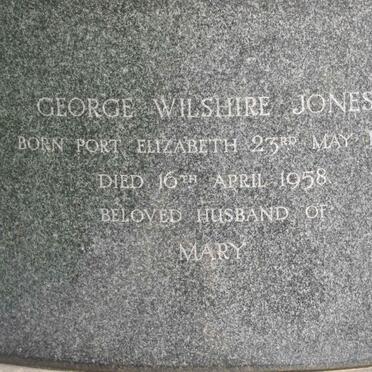 GEORGE WILSHIRE JONES
BORN PORT ELIZABETH 23RD MAY
DIED 16TH APRIL 1958
BELOVED HUSBAND OF
MARY